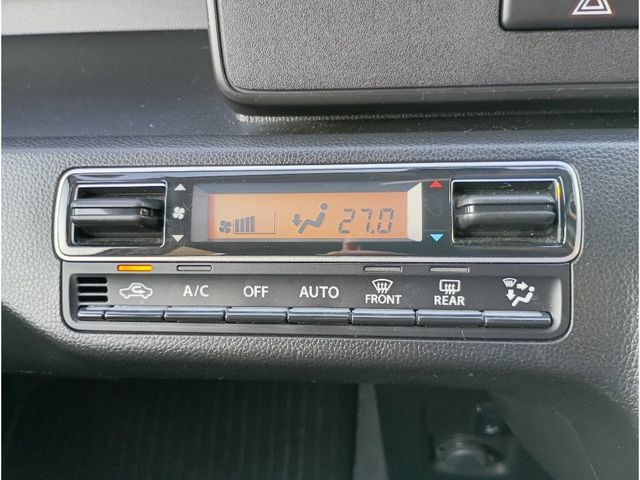 27.0
A/C OFF AUTO FRONT REAR